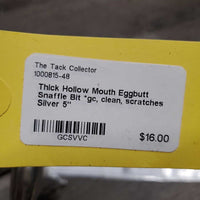 The Tack Collector
1000815-48
Thick Hollow Mouth Eggbutt
Snaffle Bit *gc, clean, scratches
Silver 5"
GCSVVC
$16.00